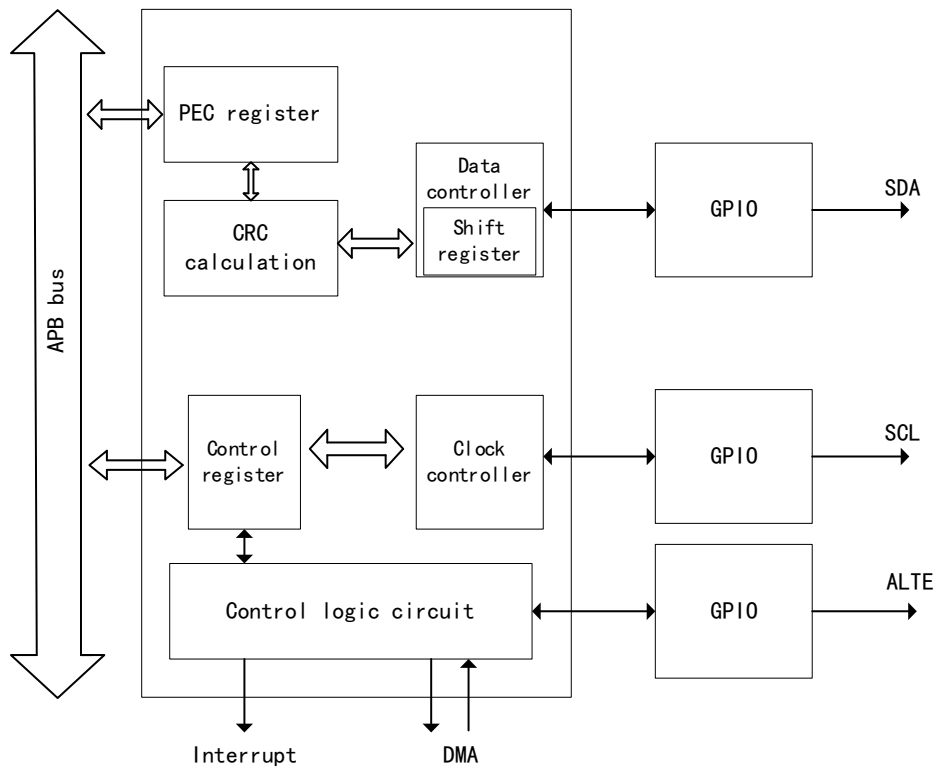 APB bus
PEC register
CRC
calculation
Data
controller
Shift
register
GPIO
SDA
Control
register
Clock
controller
GPIO
SCL
Control logic circuit
GPIO
ALTE
Interrupt
DMA